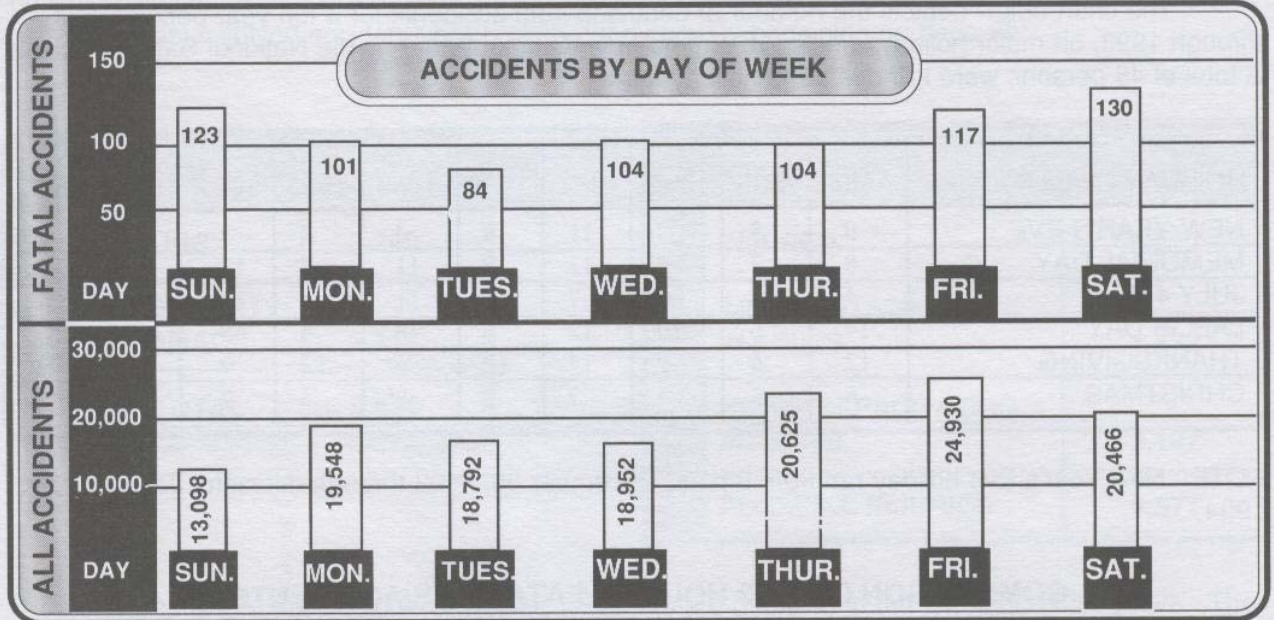 ACCIDENTS BY DAY OF WEEK
FATAL ACCIDENTS
150
100
50
123
101
84
104
104
117
130
DAY
SUN.
MON.
TUES.
WED.
THUR.
FRI.
SAT.
ALL ACCIDENTS
30,000
20,000
10,000
13,098
19,548
18,792
18,952
20,625
24,930
20,466
DAY
SUN.
MON.
TUES.
WED.
THUR.
FRI.
SAT.